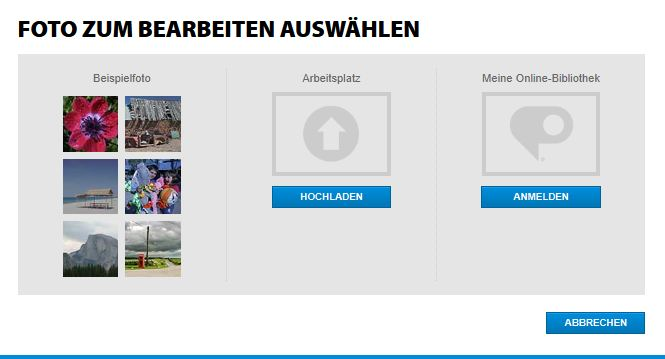 FOTO ZUM BEARBEITEN AUSWÄHLEN
Beispielfoto
Arbeitsplatz
Meine Online-Bibliothek
HOCHLADEN
ANMELDEN
ABBRECHEN